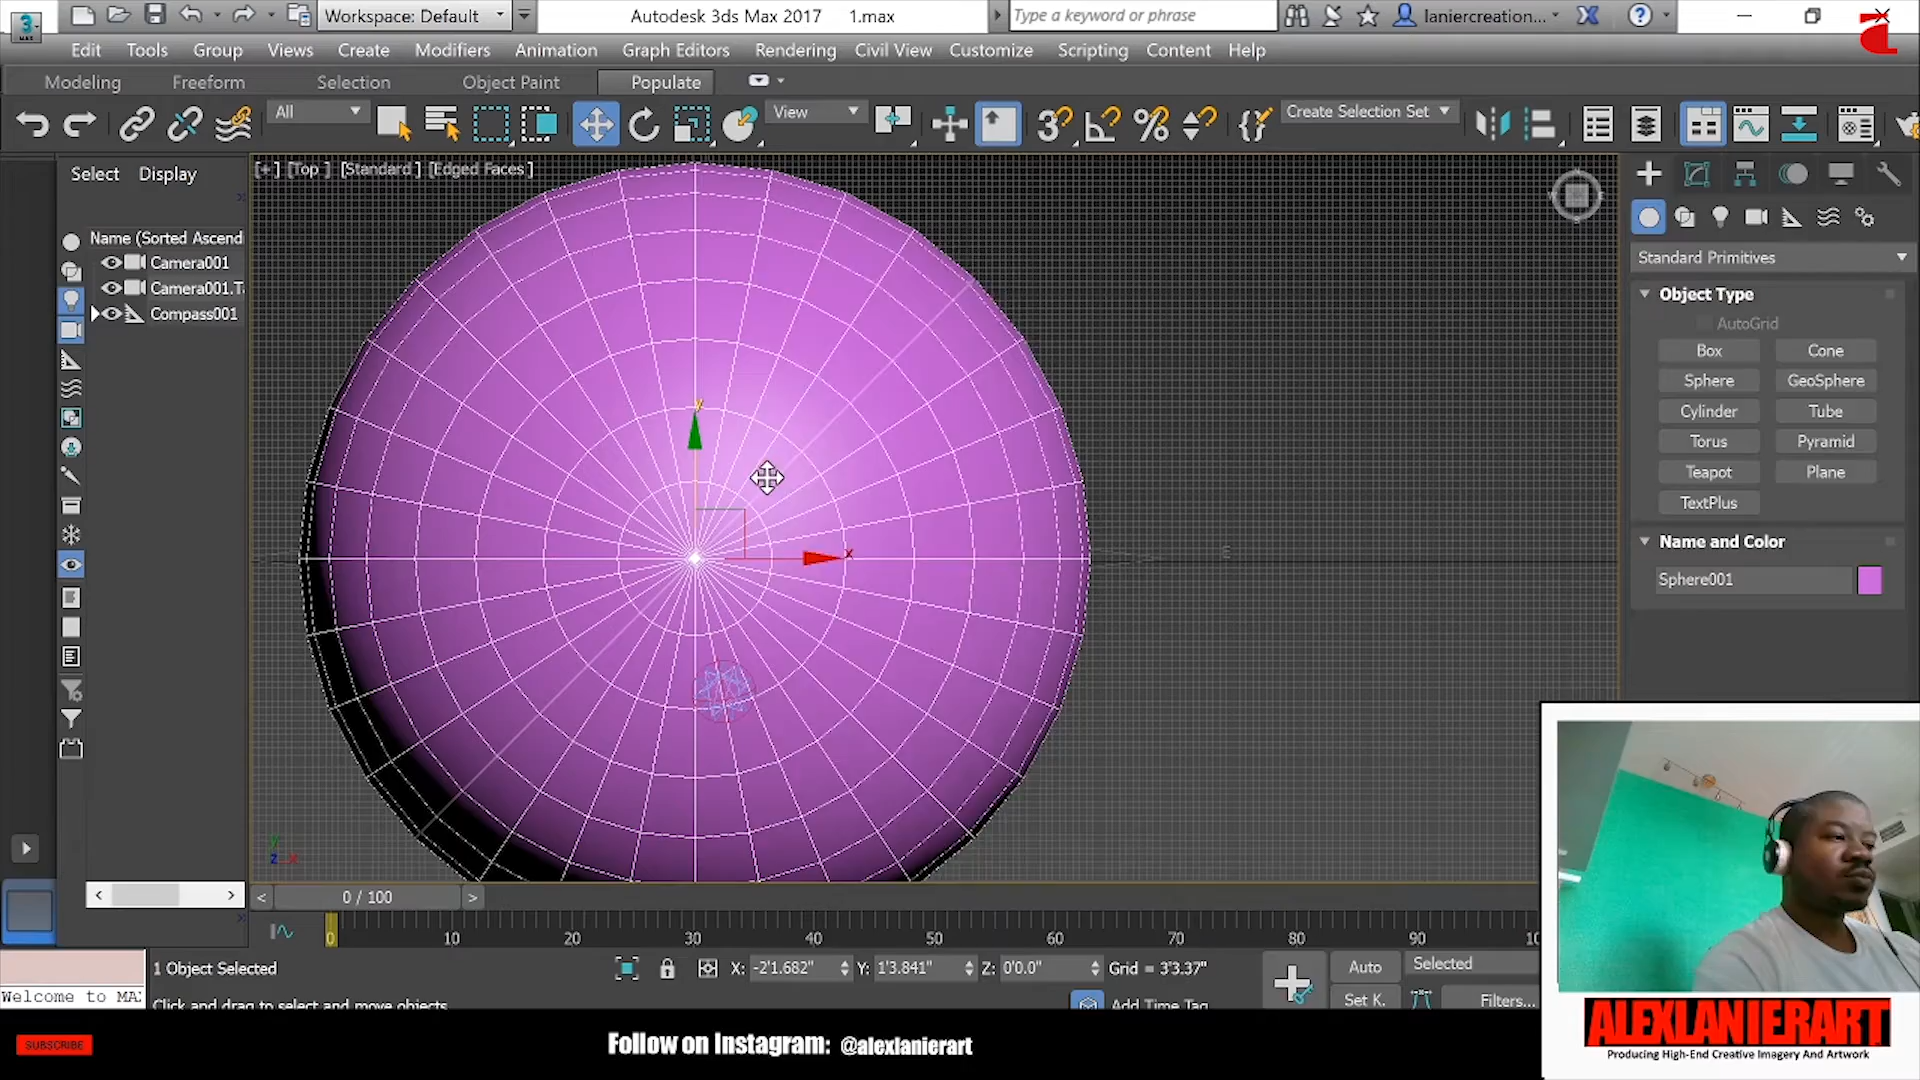 Workspace: Default
Autodesk 3ds Max 2017 1.max
Type a keyword or phrase
laniercreation...
Edit Tools Group Views Create Modifiers Animation Graph Editors Rendering Civil View Customize Scripting Content Help
Modeling Freeform Selection Object Paint Populate
All
View
Create Selection Set
Select Display
[+] [Top ] [Standard ] [Edged Faces ]
Name (Sorted Ascend
Camera001
Camera001.Ta
Compass001
Standard Primitives
Object Type
AutoGrid
Box Cone
Sphere GeoSphere
Cylinder Tube
Torus Pyramid
Teapot Plane
TextPlus
Name and Color
Sphere001
y
x
E
y
z x
0 / 100
0 10 20 30 40 50 60 70 80 90 10
1 Object Selected
X: -2'1.682" Y: 1'3.841" Z: 0'0.0" Grid = 3'3.37"
Auto Selected
Welcome to MA
Click and drag to select and move objects
Add Time Tag
Set K. Filters...
SUBSCRIBE
Follow on Instagram: @alexlanierart
ALEXLANIERART
Producing High-End Creative Imagery And Artwork